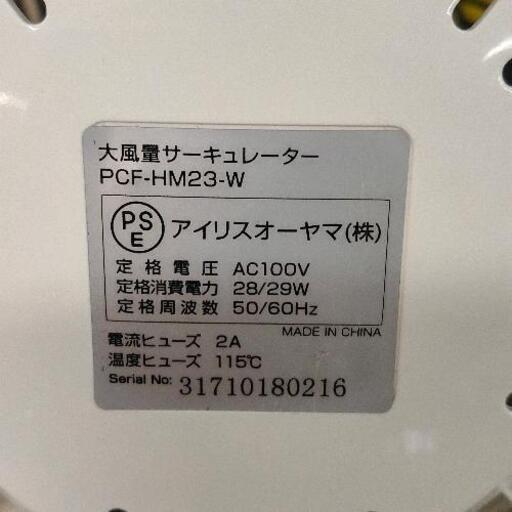 大風量サーキュレーター
PCF-HM23-W
PSE アイリスオーヤマ(株)
定格電圧 AC100V
定格消費電力 28/29W
定格周波数 50/60Hz
MADE IN CHINA
電流ヒューズ 2A
温度ヒューズ 115℃
Serial No: 31710180216